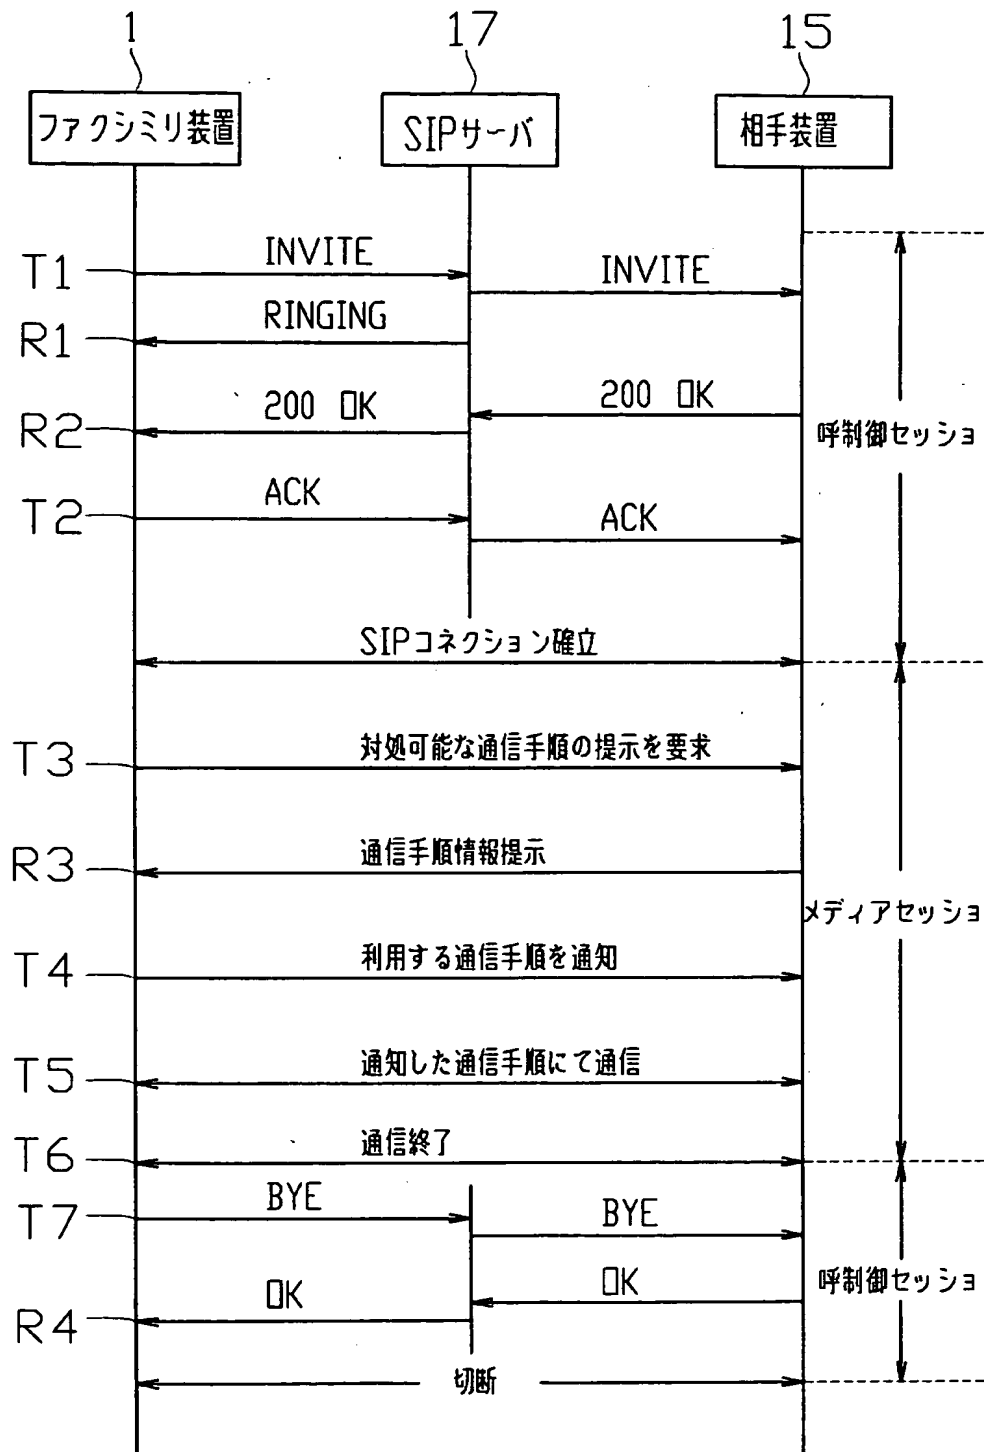 1
17
15
ファクシミリ装置
SIPサーバ
相手装置
T1
INVITE
INVITE
R1
RINGING
200 OK
R2
200 OK
呼制御セッショ
T2
ACK
ACK
SIPコネクション確立
T3
対処可能な通信手順の提示を要求
R3
通信手順情報提示
メディアセッショ
T4
利用する通信手順を通知
T5
通知した通信手順にて通信
T6
通信終了
T7
BYE
BYE
呼制御セッショ
OK
R4
OK
切断